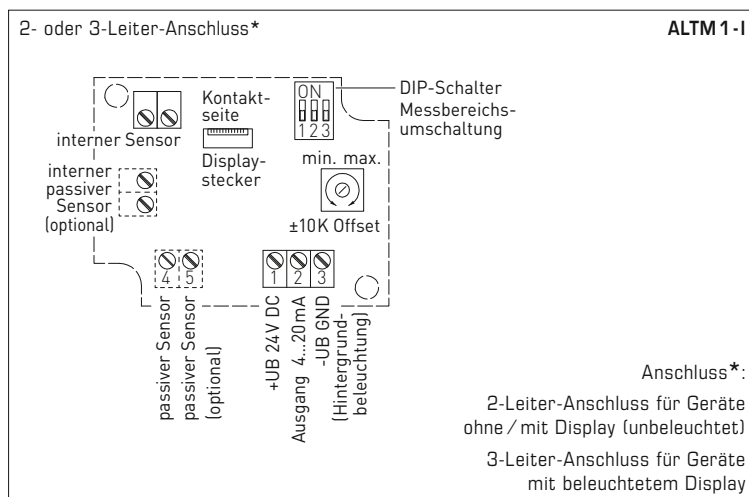 2- oder 3-Leiter-Anschluss*
ALTM 1 - I
ON
1 2 3
DIP-Schalter
Messbereichs-
umschaltung
Kontakt-
seite
Display-
stecker
interner Sensor
interner
passiver
Sensor
(optional)
min. max.
±10K Offset
4 5
1 2 3
passiver Sensor
passiver Sensor
(optional)
+UB 24V DC
Ausgang 4...20mA
-UB GND
(Hintergrund-
beleuchtung)
Anschluss*:
2-Leiter-Anschluss für Geräte
ohne / mit Display (unbeleuchtet)
3-Leiter-Anschluss für Geräte
mit beleuchtetem Display